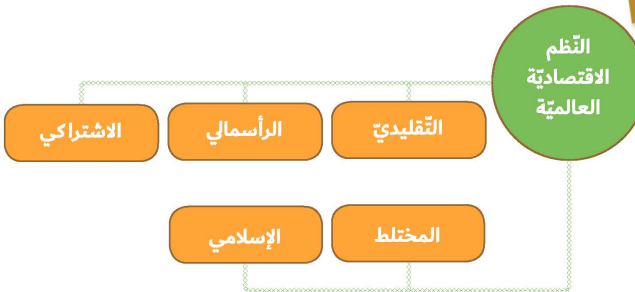 النّظم
الاقتصاديّة
العالميّة
التّقليديّ
الرأسمالي
الاشتراكي
المختلط
الإسلامي